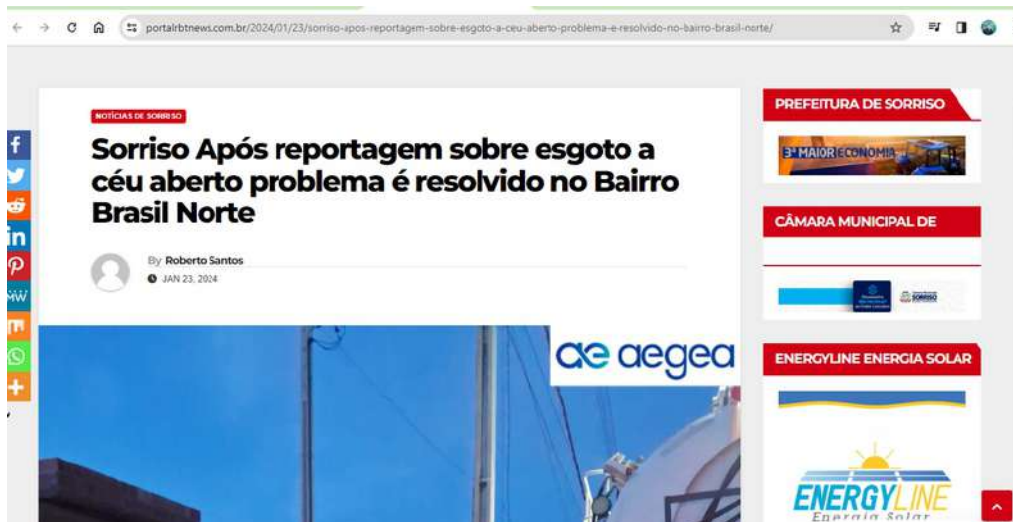 portalrbtnews.com.br/2024/01/23/sorriso-apos-reportagem-sobre-esgoto-a-ceu-aberto-problema-e-resolvido-no-bairro-brasil-norte/
NOTÍCIAS DE SORRISO
Sorriso Após reportagem sobre esgoto a
céu aberto problema é resolvido no Bairro
Brasil Norte
By Roberto Santos
JAN 23, 2024
ae aegea
PREFEITURA DE SORRISO
3ª MAIOR ECONOMIA
CÂMARA MUNICIPAL DE
SORRISO
ENERGYLINE ENERGIA SOLAR
ENERGYLINE
Energia Solar